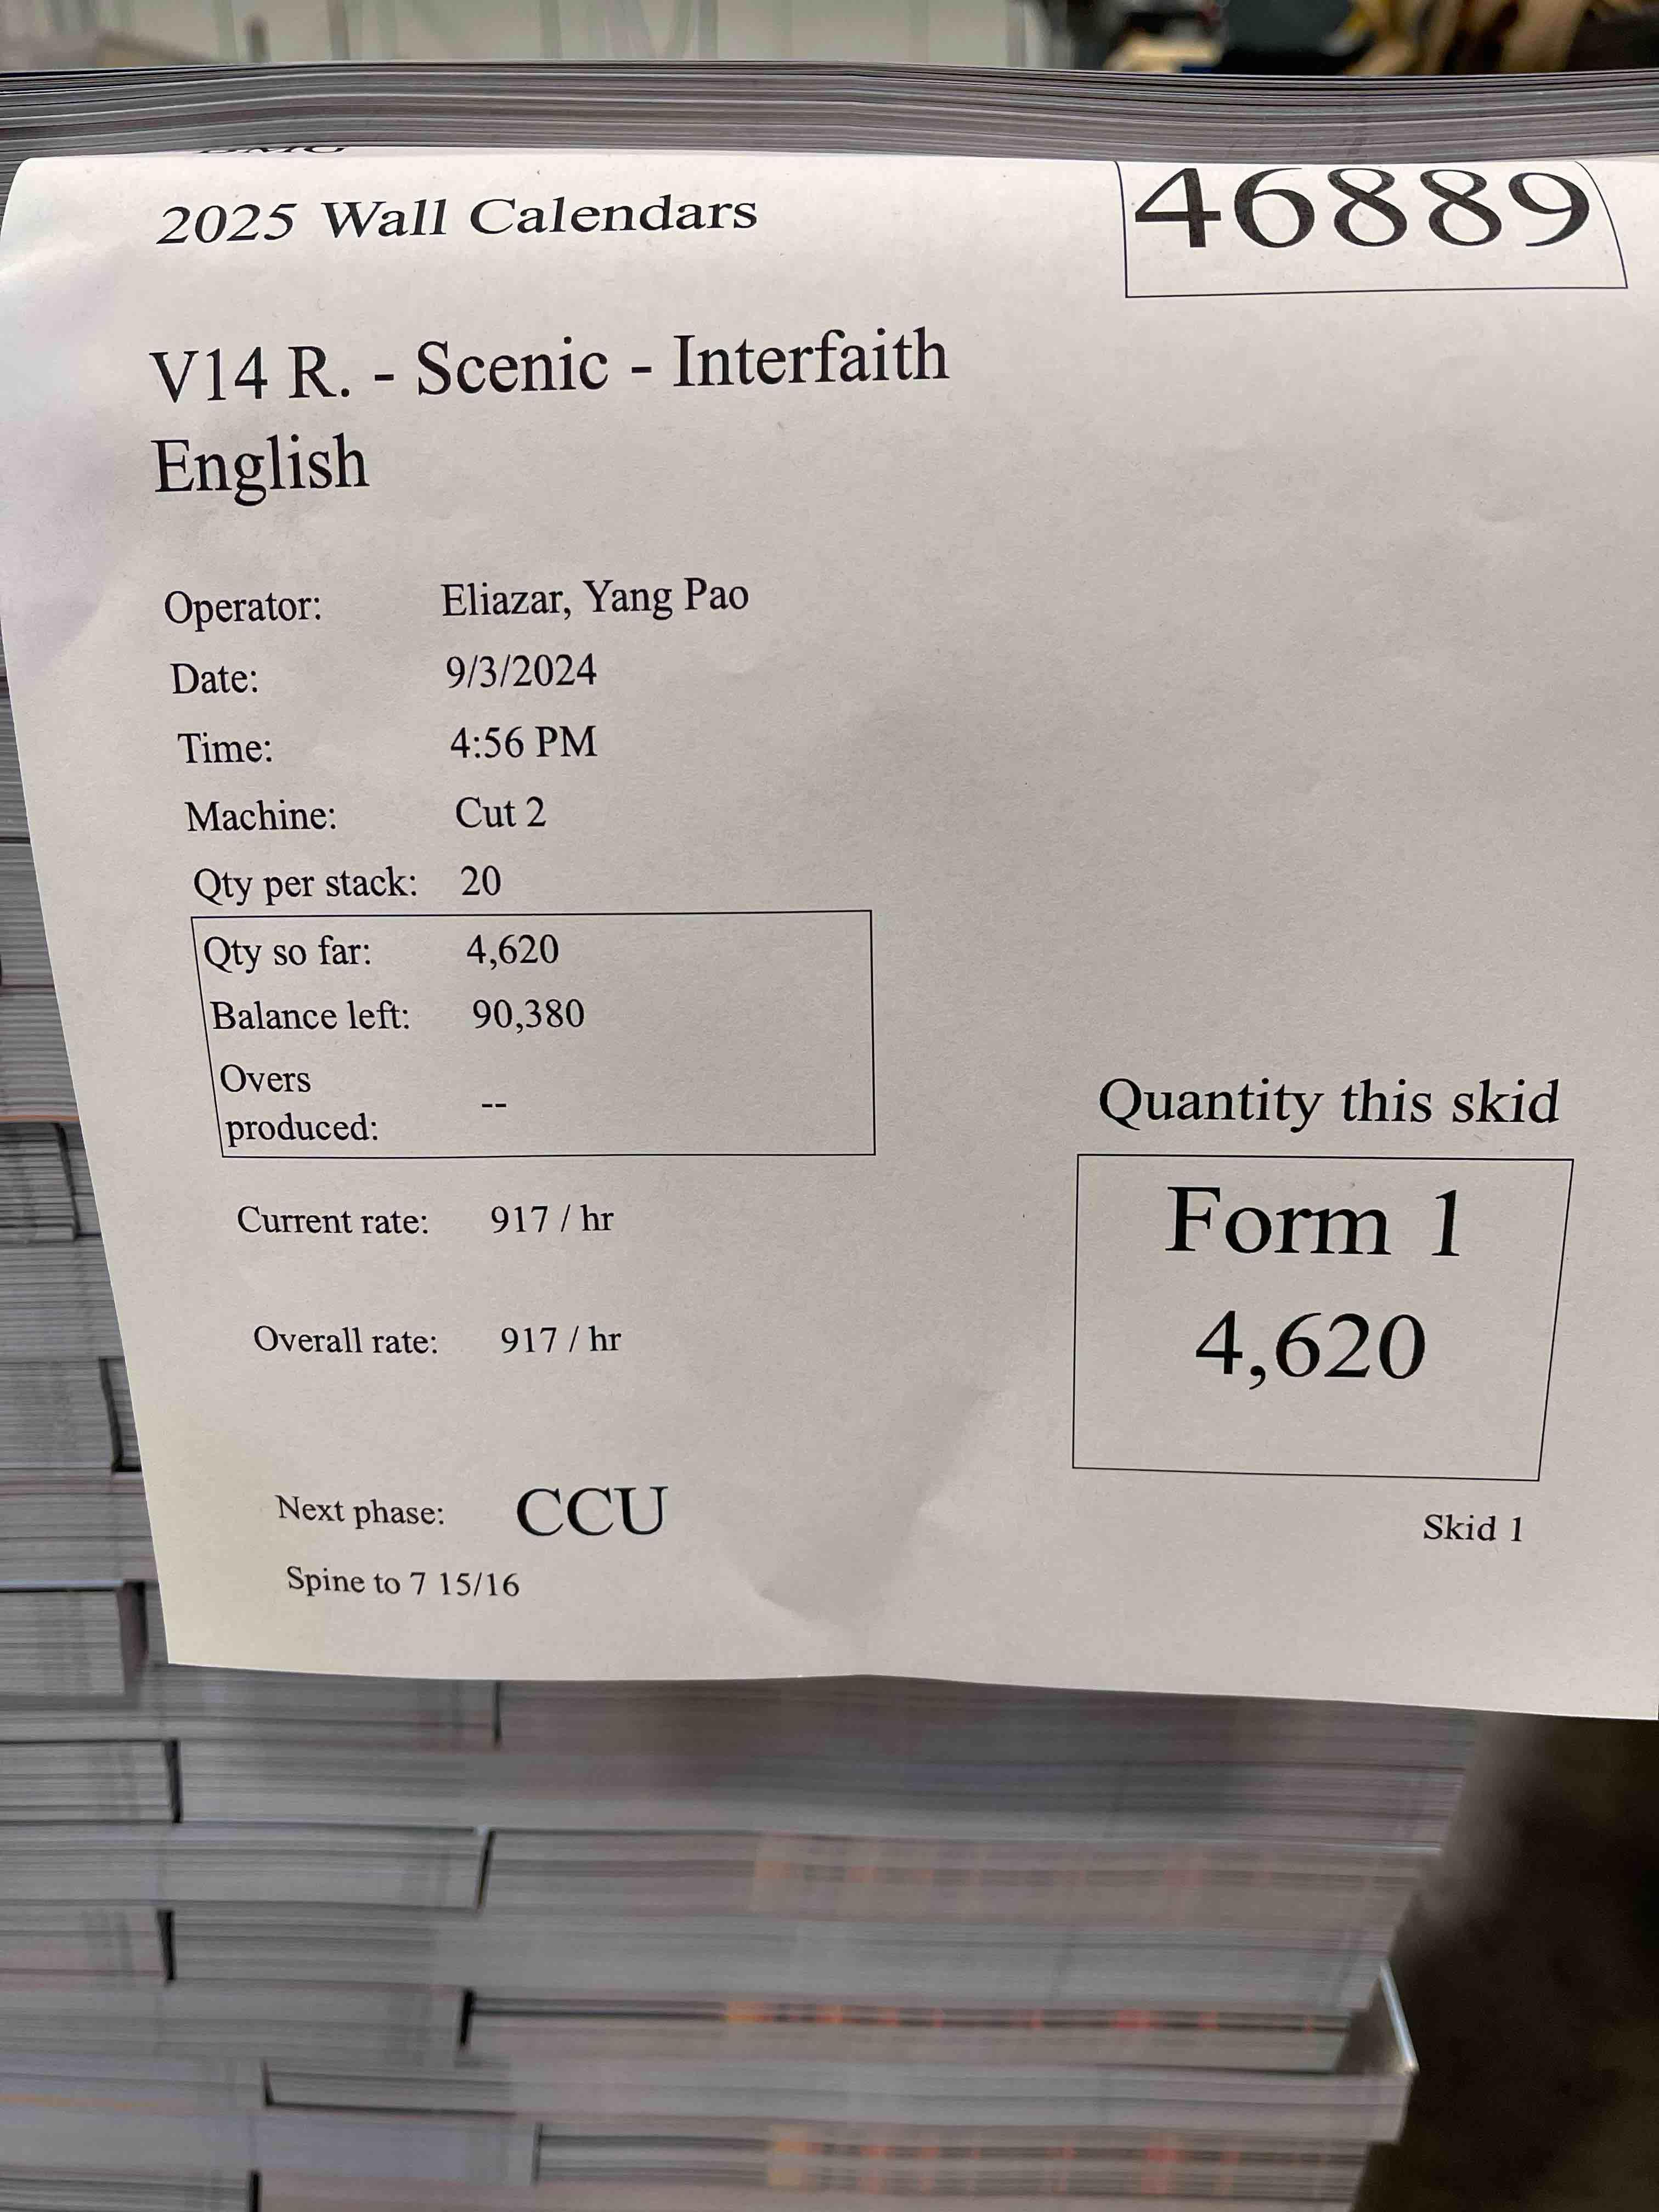 2025 Wall Calendars
46889
V14 R. - Scenic - Interfaith
English
Operator: Eliazar, Yang Pao
Date: 9/3/2024
Time: 4:56 PM
Machine: Cut 2
Qty per stack: 20
Qty so far: 4,620
Balance left: 90,380
Overs
produced: --
Current rate: 917 / hr
Overall rate: 917 / hr
Next phase: CCU
Spine to 7 15/16
Quantity this skid
Form 1
4,620
Skid 1